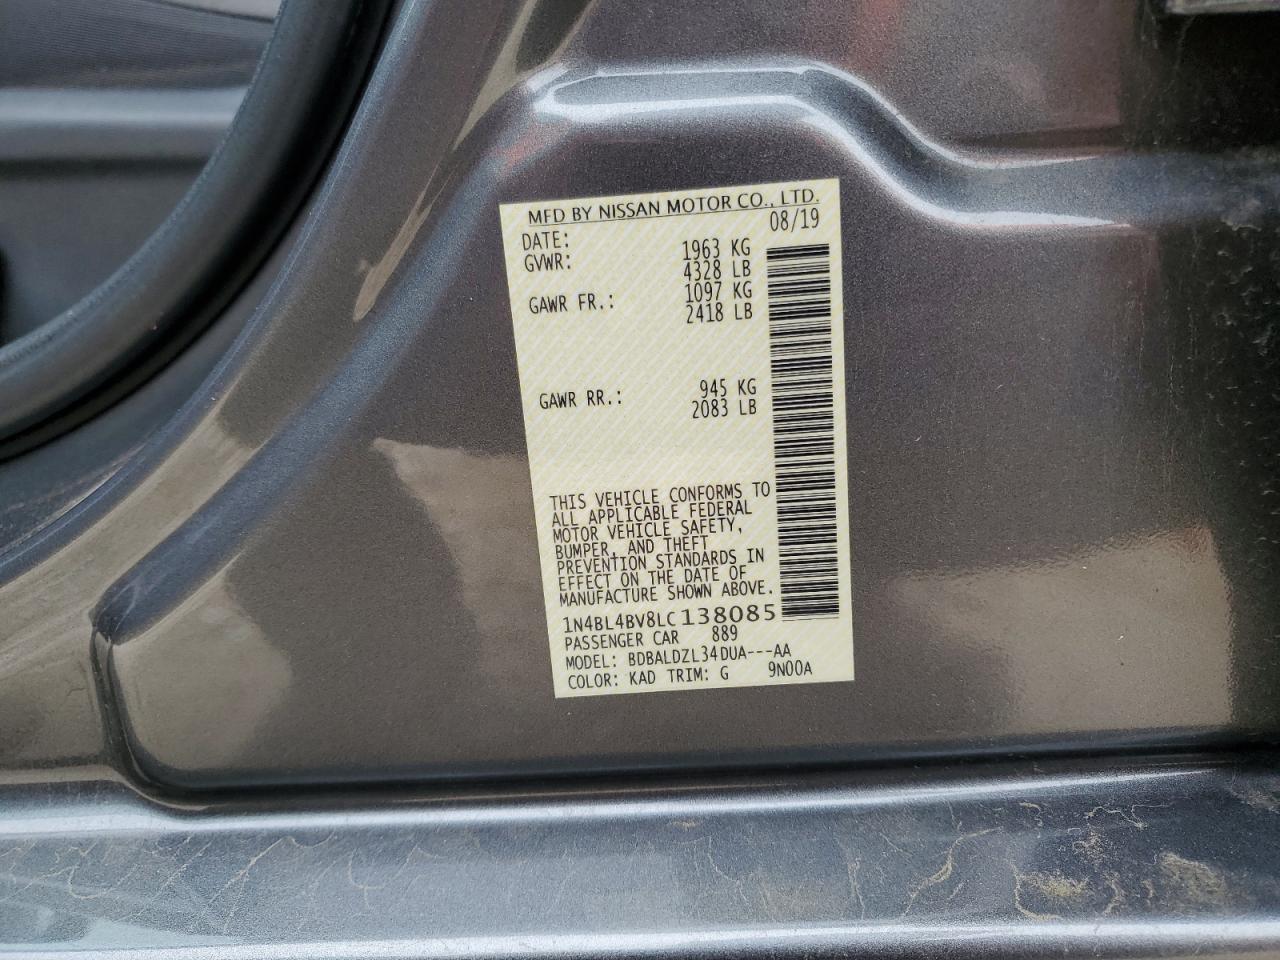 MFD BY NISSAN MOTOR CO., LTD.
DATE: 08/19
GVWR: 1963 KG
4328 LB
GAWR FR.: 1097 KG
2418 LB
GAWR RR.: 945 KG
2083 LB
THIS VEHICLE CONFORMS TO
ALL APPLICABLE FEDERAL
MOTOR VEHICLE SAFETY,
BUMPER, AND THEFT
PREVENTION STANDARDS IN
EFFECT ON THE DATE OF
MANUFACTURE SHOWN ABOVE.
1N4BL4BV8LC138085
PASSENGER CAR 889
MODEL: BDBALDZL34DUA---AA
COLOR: KAD TRIM: G 9N00A